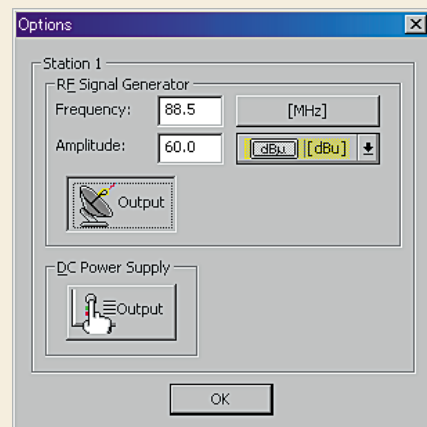 Options
Station 1
RF Signal Generator
Frequency: 88.5 [MHz]
Amplitude: 60.0 dBμ [dBu]
Output
DC Power Supply
Output
OK